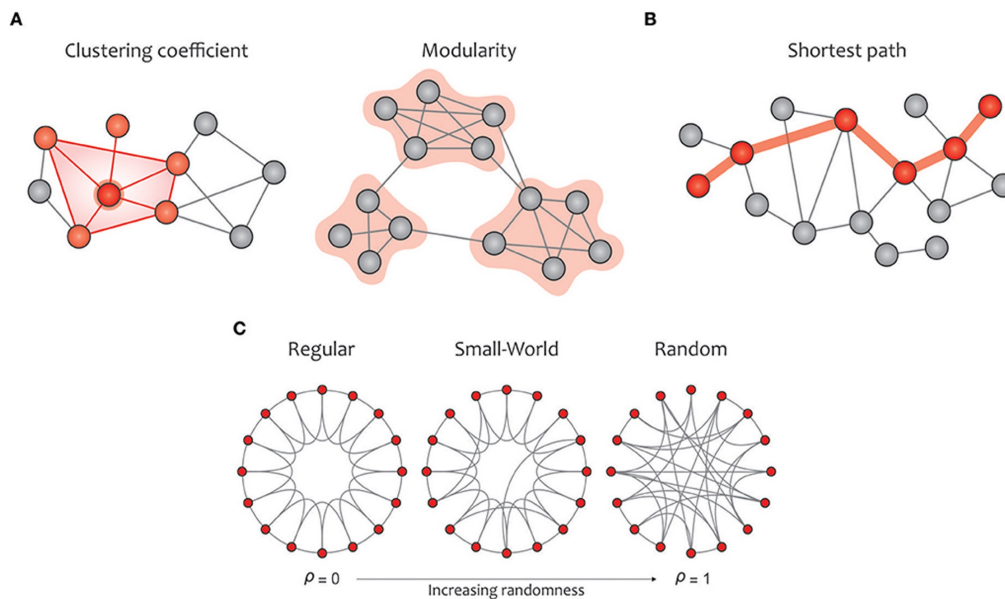 A
Clustering coefficient
Modularity
B
Shortest path
C
Regular
Small-World
Random
ρ = 0
Increasing randomness
ρ = 1